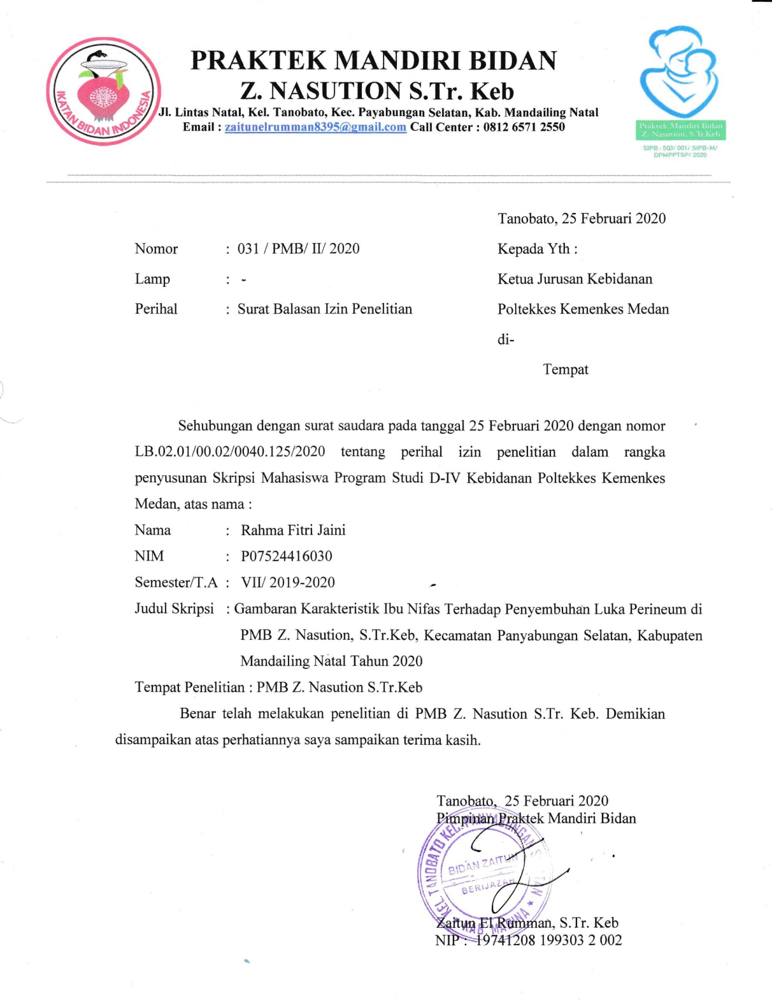 IKATAN BIDAN INDONESIA
PRAKTEK MANDIRI BIDAN
Z. NASUTION S.Tr. Keb
Jl. Lintas Natal, Kel. Tanobato, Kec. Payabungan Selatan, Kab. Mandailing Natal
Email : zaitunelrumman8395@gmail.com Call Center : 0812 6571 2550
Praktek Mandiri Bidan
Z. Nasution, S.Tr.Keb
SIPB - 503/ 001/ SIPB-M/
DPMPPTSP/ 2020
Tanobato, 25 Februari 2020
Nomor : 031 / PMB/ II/ 2020 Kepada Yth :
Lamp : - Ketua Jurusan Kebidanan
Perihal : Surat Balasan Izin Penelitian Poltekkes Kemenkes Medan
di-
Tempat
Sehubungan dengan surat saudara pada tanggal 25 Februari 2020 dengan nomor
LB.02.01/00.02/0040.125/2020 tentang perihal izin penelitian dalam rangka
penyusunan Skripsi Mahasiswa Program Studi D-IV Kebidanan Poltekkes Kemenkes
Medan, atas nama :
Nama : Rahma Fitri Jaini
NIM : P07524416030
Semester/T.A : VII/ 2019-2020
Judul Skripsi : Gambaran Karakteristik Ibu Nifas Terhadap Penyembuhan Luka Perineum di
PMB Z. Nasution, S.Tr.Keb, Kecamatan Panyabungan Selatan, Kabupaten
Mandailing Natal Tahun 2020
Tempat Penelitian : PMB Z. Nasution S.Tr.Keb
Benar telah melakukan penelitian di PMB Z. Nasution S.Tr. Keb. Demikian
disampaikan atas perhatiannya saya sampaikan terima kasih.
Tanobato, 25 Februari 2020
Pimpinan Praktek Mandiri Bidan
KEL. TANOBATO KEC. PANYABUNGAN
BIDAN ZAITUN
BERIJAZAH
* KAB. MADINA *
Zaitun El Rumman, S.Tr. Keb
NIP : 19741208 199303 2 002